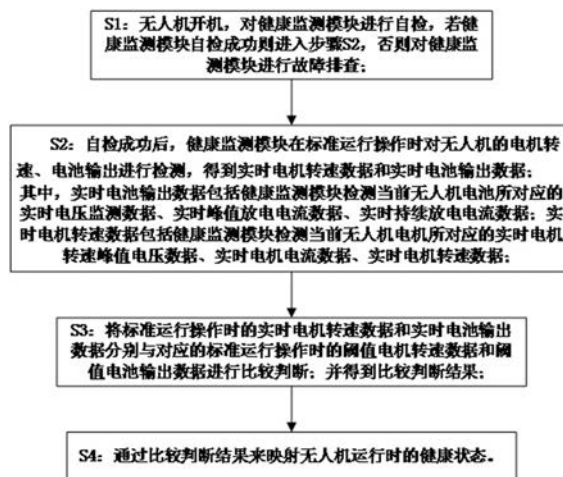 S1：无人机开机，对健康监测模块进行自检，若健
康监测模块自检成功则进入步骤S2，否则对健康监
测模块进行故障排查；
S2：自检成功后，健康监测模块在标准运行操作时对无人机的电机转
速、电池输出进行检测，得到实时电机转速数据和实时电池输出数据；
其中，实时电池输出数据包括健康监测模块检测当前无人机电池所对应的
实时电压监测数据、实时峰值放电电流数据、实时持续放电电流数据；实
时电机转速数据包括健康监测模块检测当前无人机电机所对应的实时电机
转速峰值电压数据、实时电机电流数据、实时电机转速数据；
S3：将标准运行操作时的实时电机转速数据和实时电池输出
数据分别与对应的标准运行操作时的阈值电机转速数据和阈
值电池输出数据进行比较判断；并得到比较判断结果；
S4：通过比较判断结果来映射无人机运行时的健康状态。